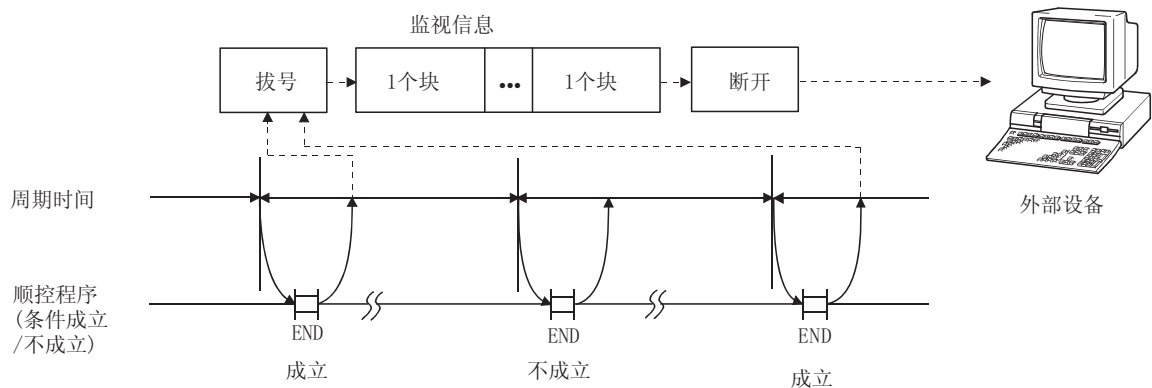 监视信息
拔号
1个块
•••
1个块
断开
周期时间
外部设备
顺控程序
(条件成立
/不成立)
END
END
END
成立
不成立
成立